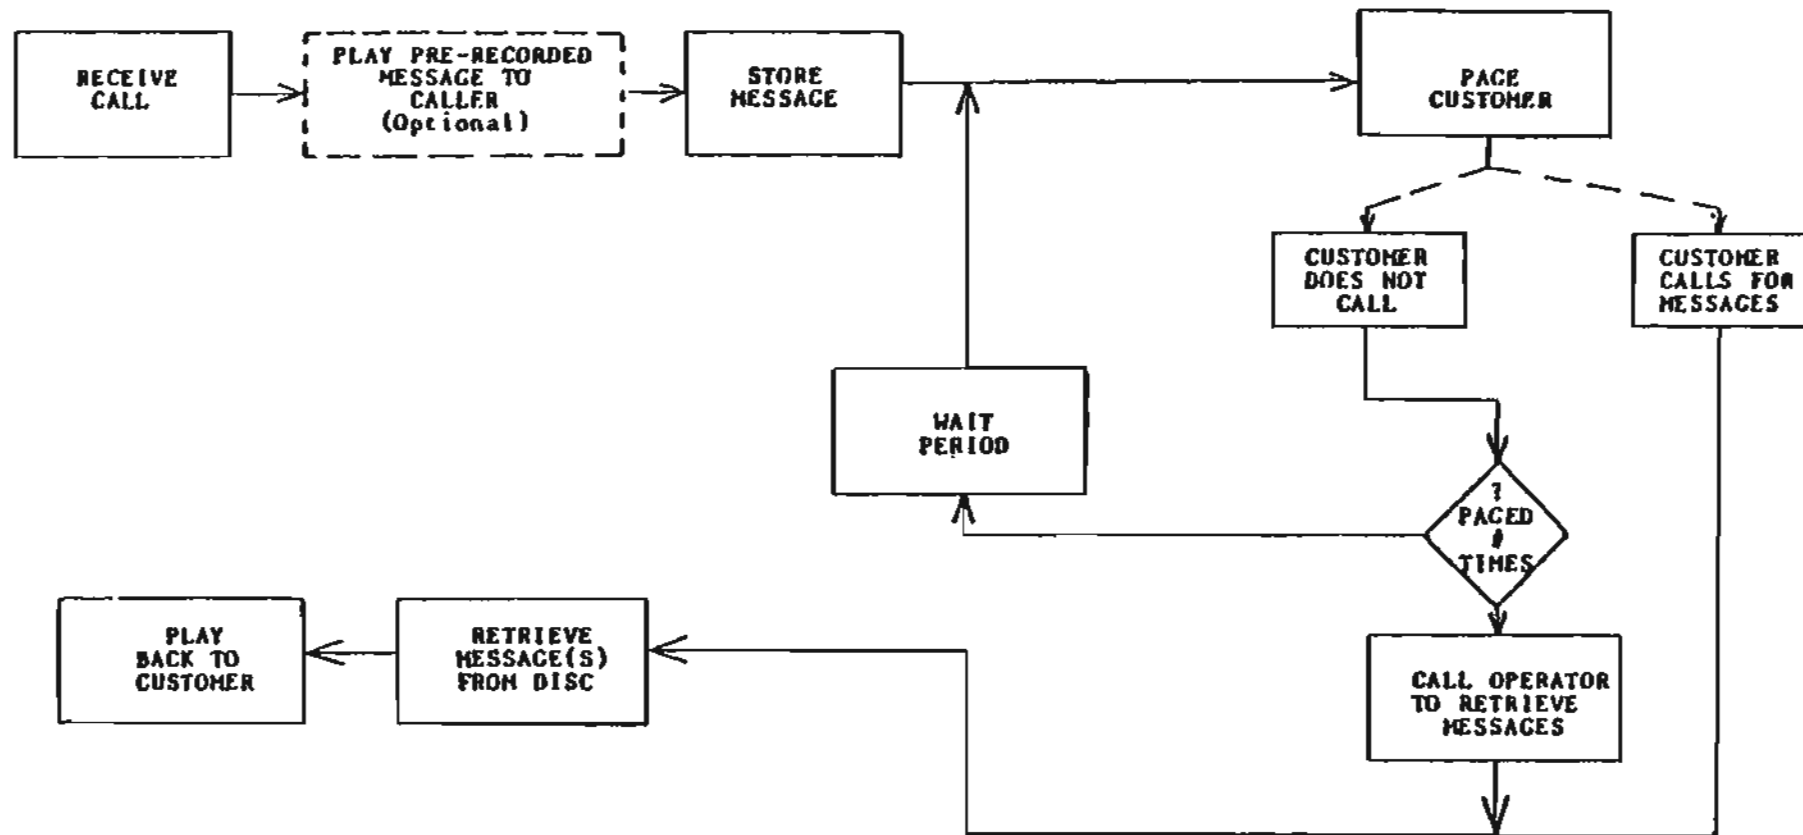 RECEIVE
CALL
PLAY PRE-RECORDED
MESSAGE TO
CALLER
(Optional)
STORE
MESSAGE
PAGE
CUSTOMER
CUSTOMER
DOES NOT
CALL
CUSTOMER
CALLS FOR
MESSAGES
WAIT
PERIOD
?
PAGED
#
TIMES
PLAY
BACK TO
CUSTOMER
RETRIEVE
MESSAGE(S)
FROM DISC
CALL OPERATOR
TO RETRIEVE
MESSAGES